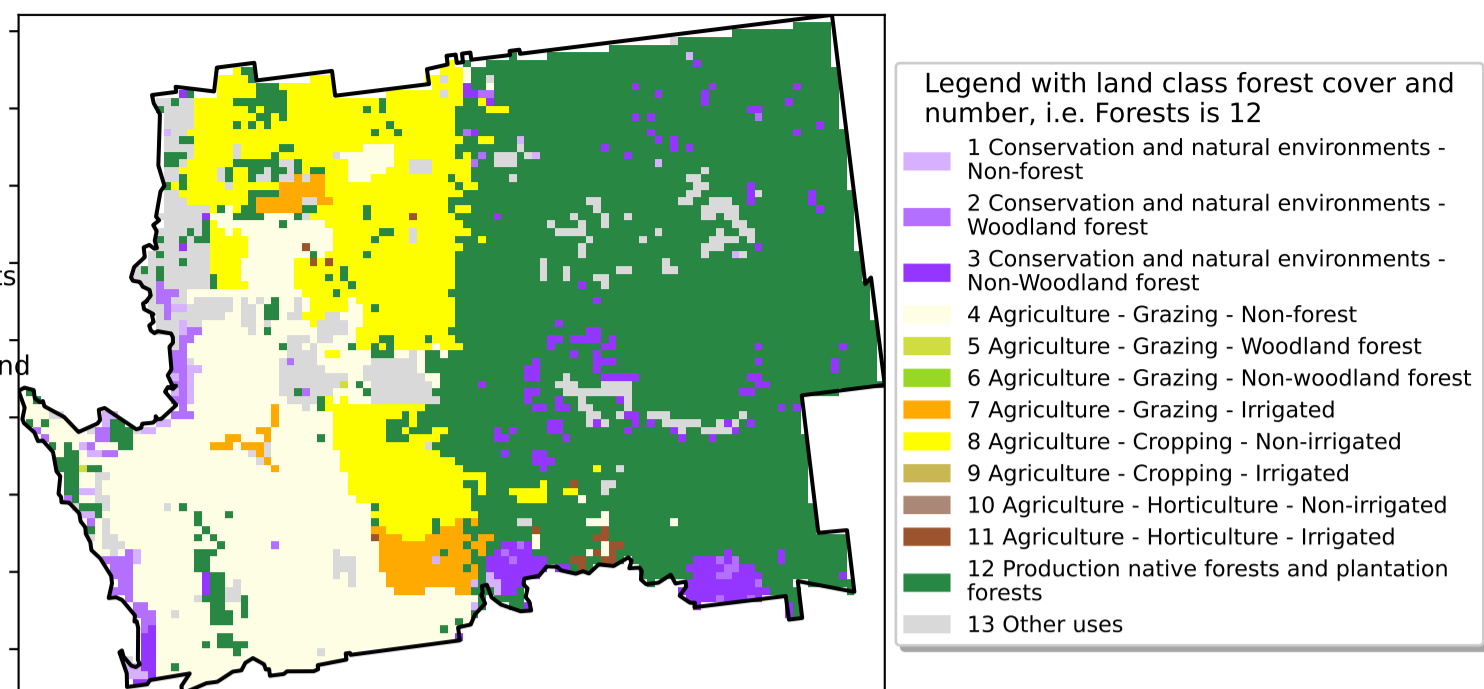 ts
nd
Legend with land class forest cover and
number, i.e. Forests is 12
1 Conservation and natural environments -
Non-forest
2 Conservation and natural environments -
Woodland forest
3 Conservation and natural environments -
Non-Woodland forest
4 Agriculture - Grazing - Non-forest
5 Agriculture - Grazing - Woodland forest
6 Agriculture - Grazing - Non-woodland forest
7 Agriculture - Grazing - Irrigated
8 Agriculture - Cropping - Non-irrigated
9 Agriculture - Cropping - Irrigated
10 Agriculture - Horticulture - Non-irrigated
11 Agriculture - Horticulture - Irrigated
12 Production native forests and plantation
forests
13 Other uses